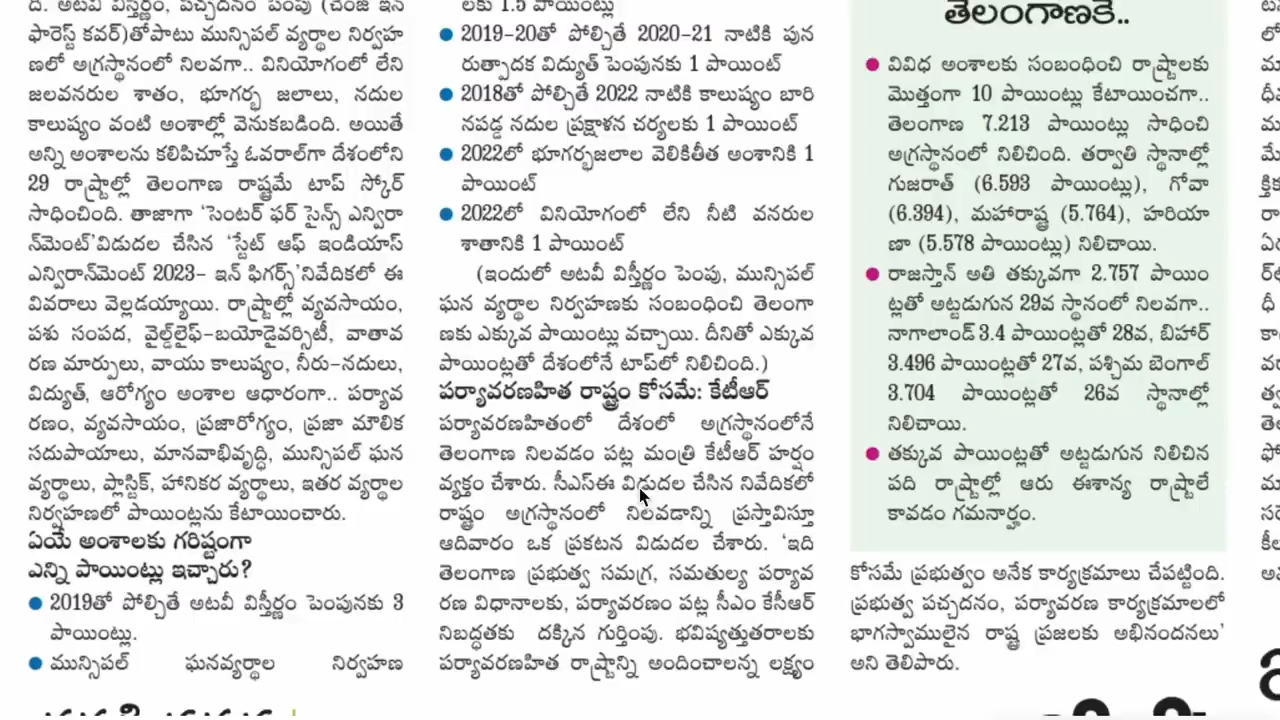 ది. అటవీ విస్తీర్ణం, పచ్చదనం పెంపు (చేంజ్ ఇన్
ఫారెస్ట్ కవర్)తోపాటు మున్సిపల్ వ్యర్థాల నిర్వహ
ణలో అగ్రస్థానంలో నిలవగా.. వినియోగంలో లేని
జలవనరుల శాతం, భూగర్భ జలాలు, నదుల
కాలుష్యం వంటి అంశాల్లో వెనుకబడింది. అయితే
అన్ని అంశాలను కలిపిచూస్తే ఓవరాల్‌గా దేశంలోని
29 రాష్ట్రాల్లో తెలంగాణ రాష్ట్రమే టాప్ స్కోర్
సాధించింది. తాజాగా 'సెంటర్ ఫర్ సైన్స్ ఎన్విరా
న్‌మెంట్'విడుదల చేసిన 'స్టేట్ ఆఫ్ ఇండియాస్
ఎన్విరాన్‌మెంట్ 2023- ఇన్ ఫిగర్స్'నివేదికలో ఈ
వివరాలు వెల్లడయ్యాయి. రాష్ట్రాల్లో వ్యవసాయం,
పశు సంపద, వైల్డ్‌లైఫ్-బయోడైవర్సిటీ, వాతావ
రణ మార్పులు, వాయు కాలుష్యం, నీరు-నదులు,
విద్యుత్, ఆరోగ్యం అంశాల ఆధారంగా.. పర్యావ
రణం, వ్యవసాయం, ప్రజారోగ్యం, ప్రజా మౌలిక
సదుపాయాలు, మానవాభివృద్ధి, మున్సిపల్ ఘన
వ్యర్థాలు, ప్లాస్టిక్, హానికర వ్యర్థాలు, ఇతర వ్యర్థాల
నిర్వహణలో పాయింట్లను కేటాయించారు.
ఏయే అంశాలకు గరిష్టంగా
ఎన్ని పాయింట్లు ఇచ్చారు?
● 2019తో పోల్చితే అటవీ విస్తీర్ణం పెంపునకు 3
పాయింట్లు.
● మున్సిపల్ ఘనవ్యర్థాల నిర్వహణ
లకు 1.5 పాయింట్లు
● 2019-20తో పోల్చితే 2020-21 నాటికి పున
రుత్పాదక విద్యుత్ పెంపునకు 1 పాయింట్
● 2018తో పోల్చితే 2022 నాటికి కాలుష్యం బారి
నపడ్డ నదుల ప్రక్షాళన చర్యలకు 1 పాయింట్
● 2022లో భూగర్భజలాల వెలికితీత అంశానికి 1
పాయింట్
● 2022లో వినియోగంలో లేని నీటి వనరుల
శాతానికి 1 పాయింట్
(ఇందులో అటవీ విస్తీర్ణం పెంపు, మున్సిపల్
ఘన వ్యర్థాల నిర్వహణకు సంబంధించి తెలంగా
ణకు ఎక్కువ పాయింట్లు వచ్చాయి. దీనితో ఎక్కువ
పాయింట్లతో దేశంలోనే టాప్‌లో నిలిచింది.)
పర్యావరణహిత రాష్ట్రం కోసమే: కేటీఆర్
పర్యావరణహితంలో దేశంలో అగ్రస్థానంలోనే
తెలంగాణ నిలవడం పట్ల మంత్రి కేటీఆర్ హర్షం
వ్యక్తం చేశారు. సీఎస్ఈ విడుదల చేసిన నివేదికలో
రాష్ట్రం అగ్రస్థానంలో నిలవడాన్ని ప్రస్తావిస్తూ
ఆదివారం ఒక ప్రకటన విడుదల చేశారు. 'ఇది
తెలంగాణ ప్రభుత్వ సమగ్ర, సమతుల్య పర్యావ
రణ విధానాలకు, పర్యావరణం పట్ల సీఎం కేసీఆర్
నిబద్ధతకు దక్కిన గుర్తింపు. భవిష్యత్తుతరాలకు
పర్యావరణహిత రాష్ట్రాన్ని అందించాలన్న లక్ష్యం
తెలంగాణకే..
● వివిధ అంశాలకు సంబంధించి రాష్ట్రాలకు
మొత్తంగా 10 పాయింట్లు కేటాయించగా..
తెలంగాణ 7.213 పాయింట్లు సాధించి
అగ్రస్థానంలో నిలిచింది. తర్వాతి స్థానాల్లో
గుజరాత్ (6.593 పాయింట్లు), గోవా
(6.394), మహారాష్ట్ర (5.764), హరియా
ణా (5.578 పాయింట్లు) నిలిచాయి.
● రాజస్తాన్ అతి తక్కువగా 2.757 పాయిం
ట్లతో అట్టడుగున 29వ స్థానంలో నిలవగా..
నాగాలాండ్ 3.4 పాయింట్లతో 28వ, బిహార్
3.496 పాయింట్లతో 27వ, పశ్చిమ బెంగాల్
3.704 పాయింట్లతో 26వ స్థానాల్లో
నిలిచాయి.
● తక్కువ పాయింట్లతో అట్టడుగున నిలిచిన
పది రాష్ట్రాల్లో ఆరు ఈశాన్య రాష్ట్రాలే
కావడం గమనార్హం.
కోసమే ప్రభుత్వం అనేక కార్యక్రమాలు చేపట్టింది.
ప్రభుత్వ పచ్చదనం, పర్యావరణ కార్యక్రమాలలో
భాగస్వాములైన రాష్ట్ర ప్రజలకు అభినందనలు'
అని తెలిపారు.